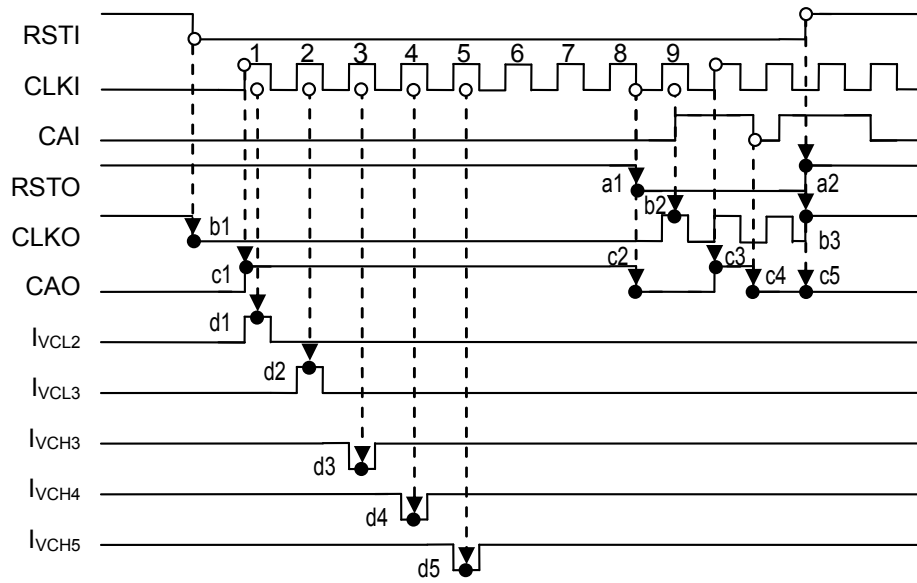 RSTI
1 2 3 4 5 6 7 8 9
CLKI
CAI
RSTO a1 a2
CLKO b1 b2 b3
CAO c1 c2 c3 c4 c5
IVCL2 d1
IVCL3 d2
IVCH3 d3
IVCH4 d4
IVCH5 d5